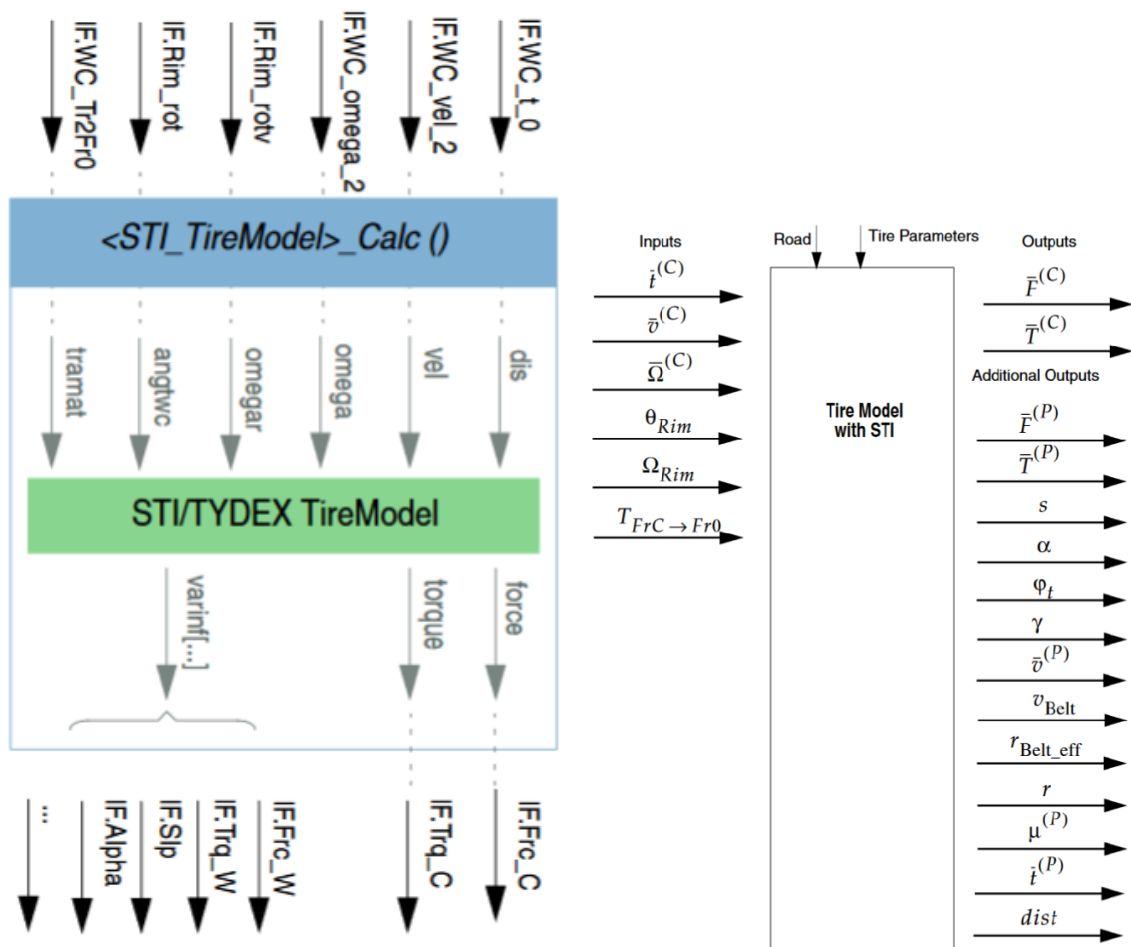 IF.WC_Tr2Fr0
IF.Rim_rot
IF.Rim_rotv
IF.WC_omega_2
IF.WC_vel_2
IF.WC_t_0
<STI_TireModel>_Calc ()
tramat
angtwc
omegar
omega
vel
dis
STI/TYDEX TireModel
varinf[...]
torque
force
...
IF.Alpha
IF.Slp
IF.Trq_W
IF.Frc_W
IF.Trq_C
IF.Frc_C
Inputs
ṫ^(C)
v̄^(C)
Ω̄^(C)
θ_Rim
Ω_Rim
T_FrC → Fr0
Road
Tire Parameters
Tire Model
with STI
Outputs
F̄^(C)
T̄^(C)
Additional Outputs
F̄^(P)
T̄^(P)
s
α
φ_t
γ
v̄^(P)
v_Belt
r_Belt_eff
r
μ^(P)
ṫ^(P)
dist